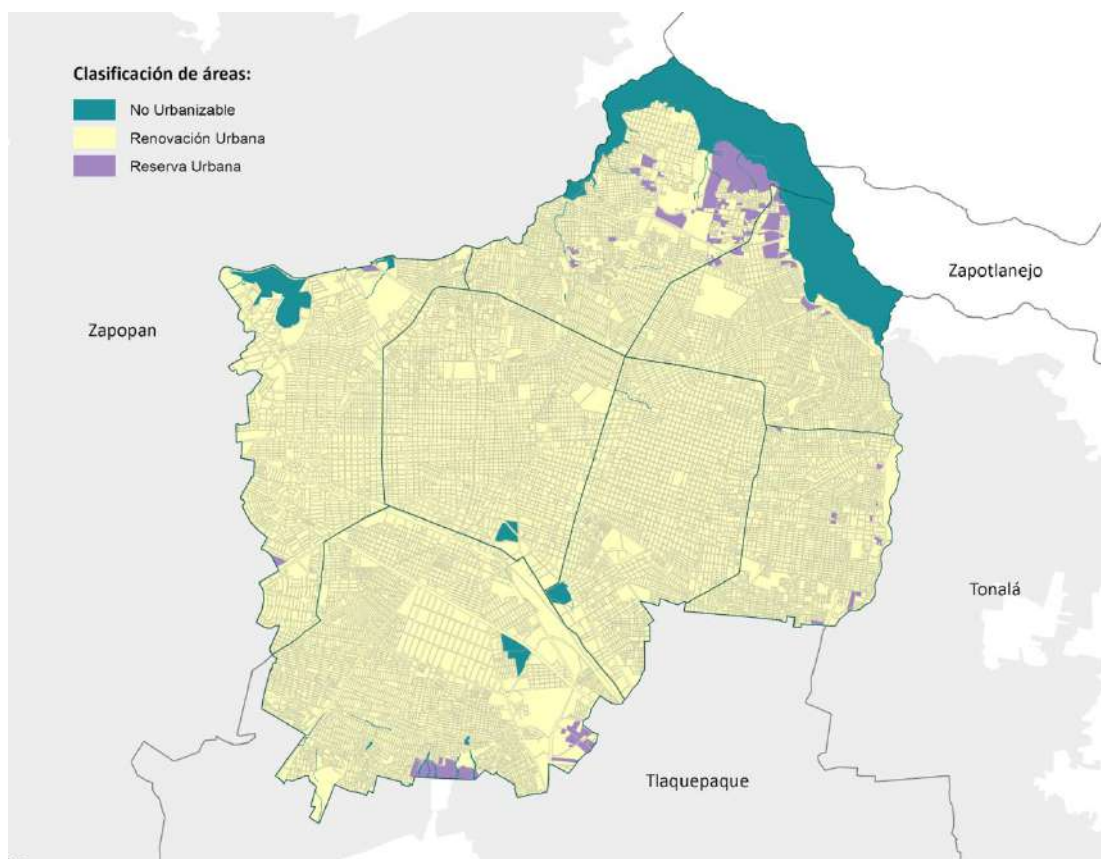 Clasificación de áreas:
No Urbanizable
Renovación Urbana
Reserva Urbana
Zapotlanejo
Zapopan
Tonalá
Tlaquepaque